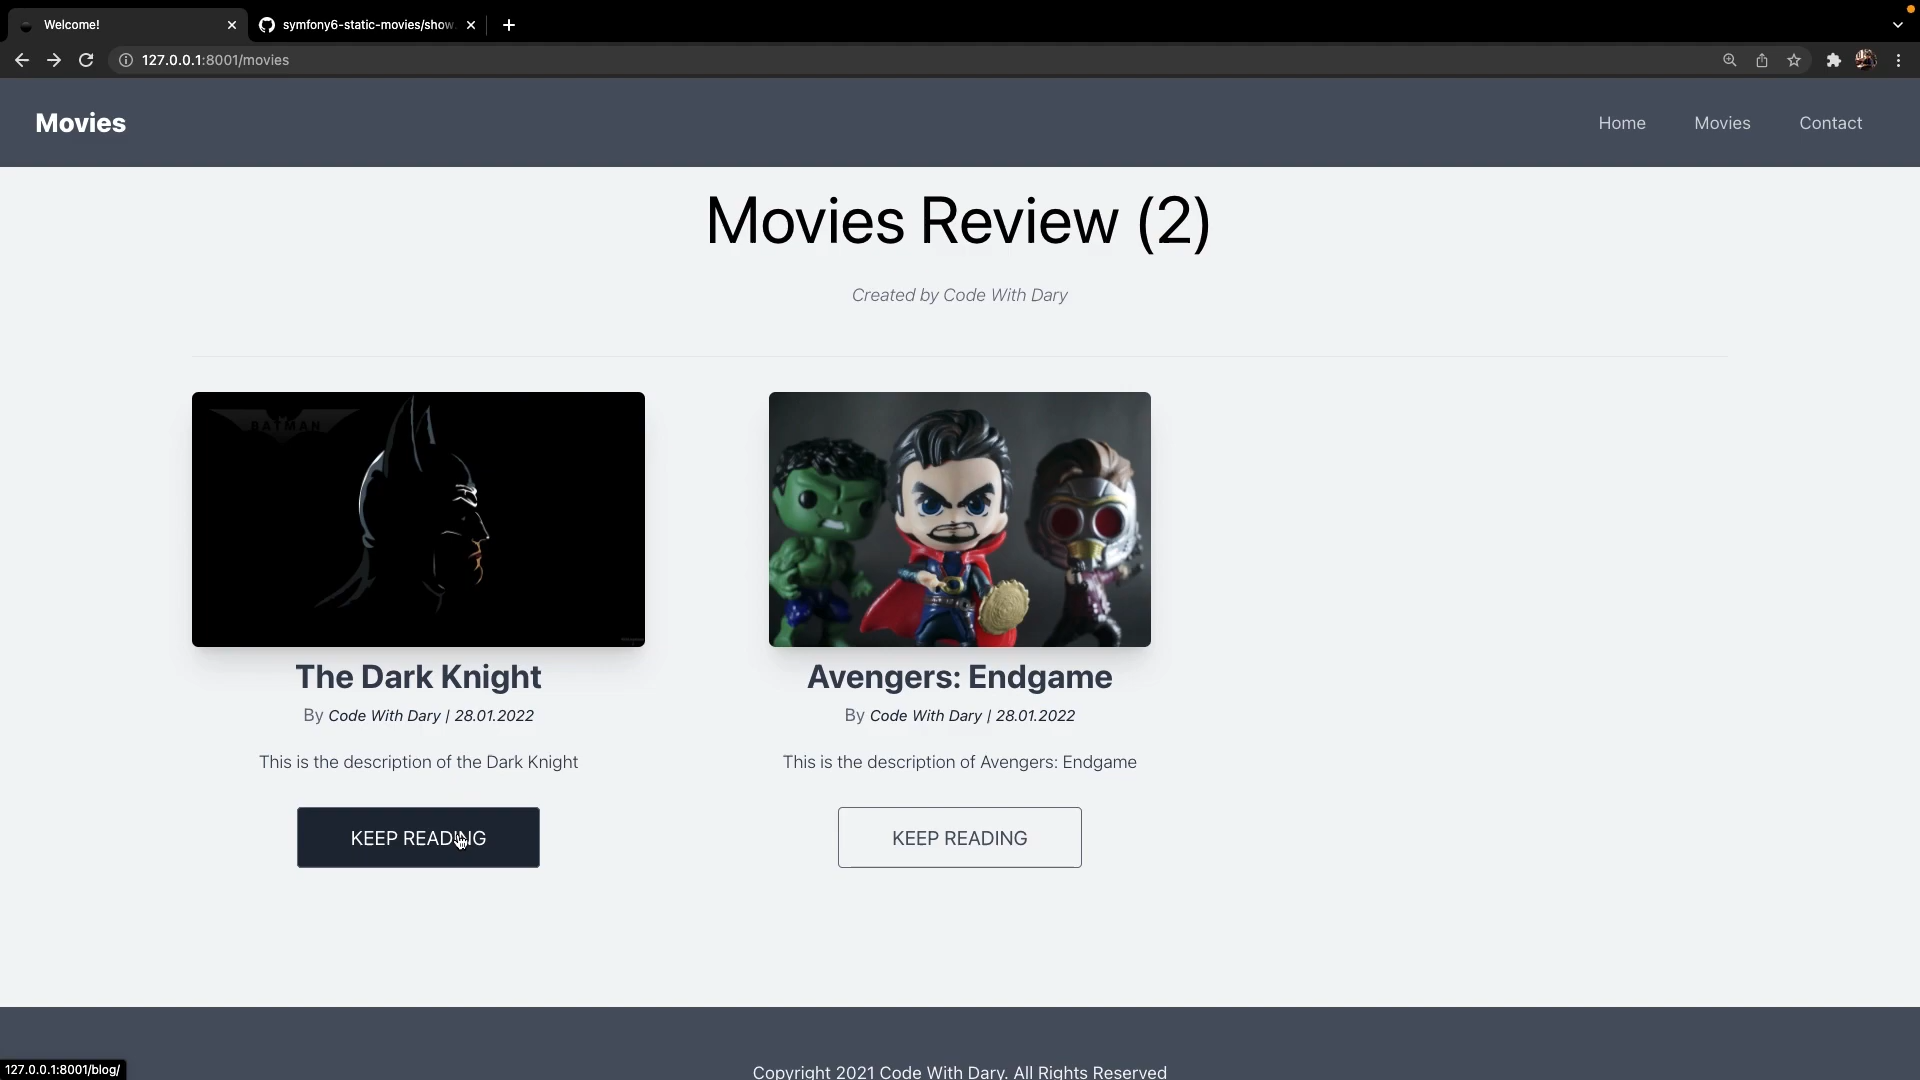 Welcome!
symfony6-static-movies/show
127.0.0.1:8001/movies
Movies
Home
Movies
Contact
Movies Review (2)
Created by Code With Dary
BATMAN
The Dark Knight
By Code With Dary | 28.01.2022
This is the description of the Dark Knight
KEEP READING
Avengers: Endgame
By Code With Dary | 28.01.2022
This is the description of Avengers: Endgame
KEEP READING
127.0.0.1:8001/blog/
Copyright 2021 Code With Dary. All Rights Reserved